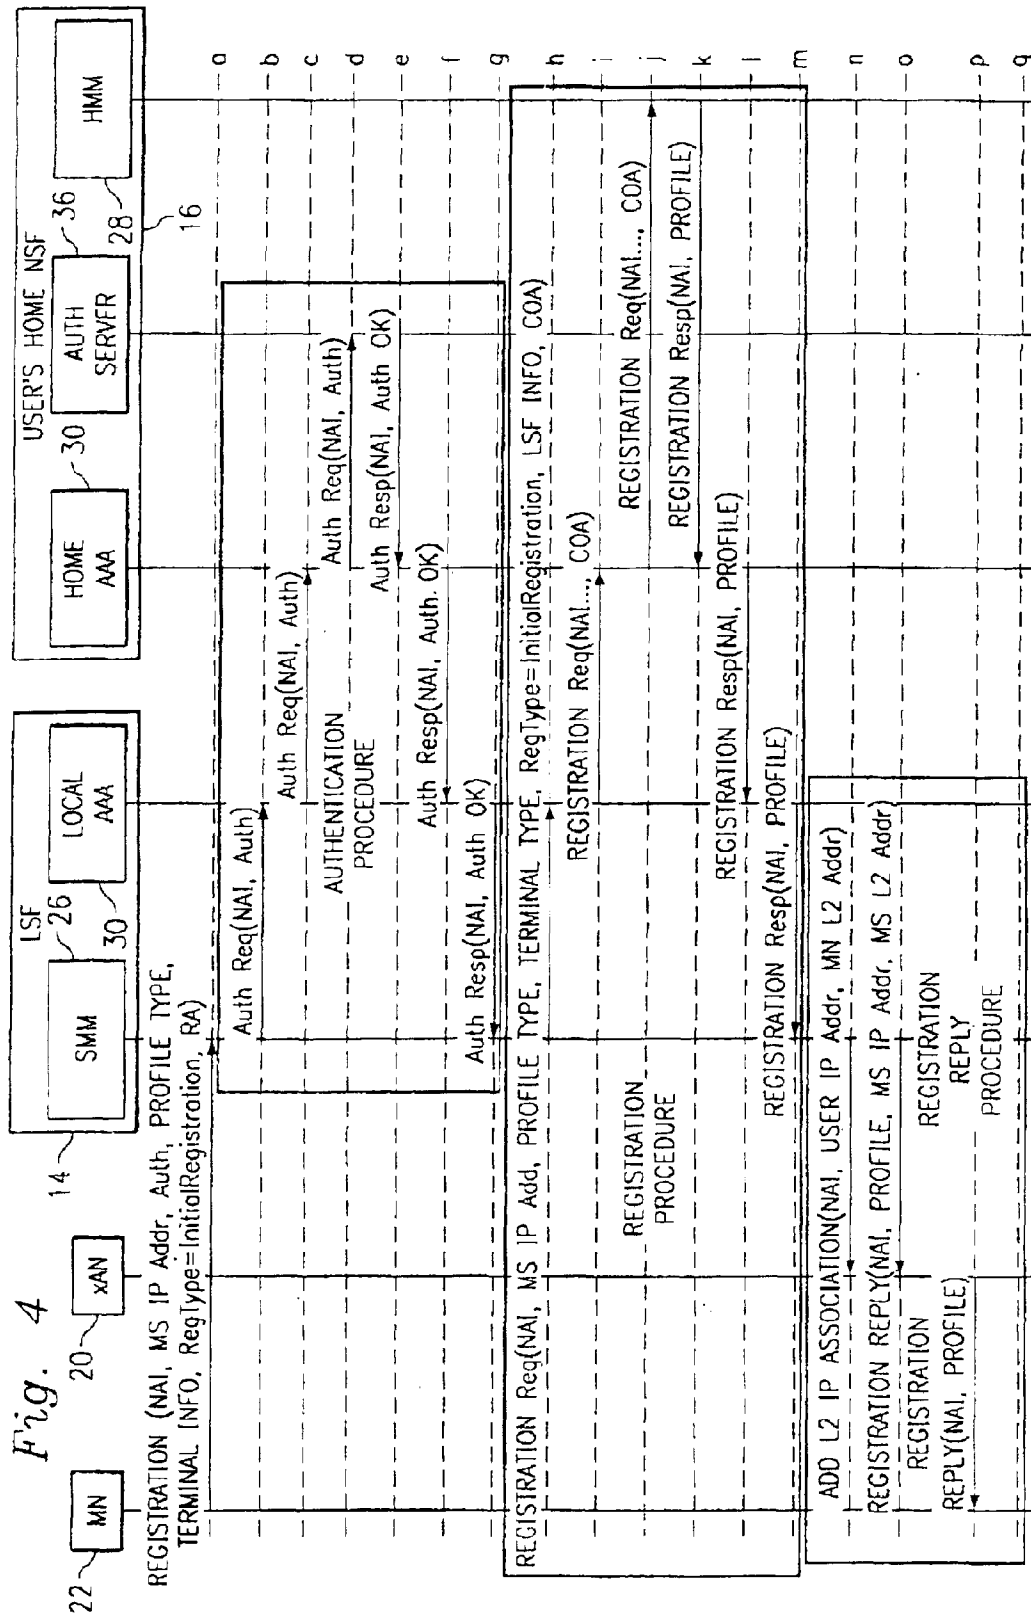 Fig. 4
USER'S HOME NSF
LSF
MN
22
xAN
20
14
SMM
26
LOCAL
AAA
30
HOME
AAA
30
AUTH
SERVER
36
HMM
28
16
REGISTRATION (NAI, MS IP Addr, Auth, PROFILE TYPE,
TERMINAL INFO, RegType=InitialRegistration, RA)
a
Auth Req(NAI, Auth)
b
Auth Req(NAI, Auth)
c
AUTHENTICATION
PROCEDURE
Auth Req(NAI, Auth)
d
Auth Resp(NAI, Auth OK)
e
Auth Resp(NAI, Auth. OK)
f
Auth Resp(NAI, Auth OK)
g
REGISTRATION Req(NAI, MS IP Add, PROFILE TYPE, TERMINAL TYPE, RegType=InitialRegistration, LSF INFO, COA)
h
REGISTRATION Req(NAI..., COA)
i
REGISTRATION
PROCEDURE
REGISTRATION Req(NAI..., COA)
j
REGISTRATION Resp(NAI, PROFILE)
k
REGISTRATION Resp(NAI, PROFILE)
l
REGISTRATION Resp(NAI, PROFILE)
m
ADD L2 IP ASSOCIATION(NAI, USER IP Addr, MN L2 Addr)
n
REGISTRATION REPLY(NAI, PROFILE, MS IP Addr, MS L2 Addr)
o
REGISTRATION
REPLY(NAI, PROFILE)
REGISTRATION
REPLY
PROCEDURE
p
q